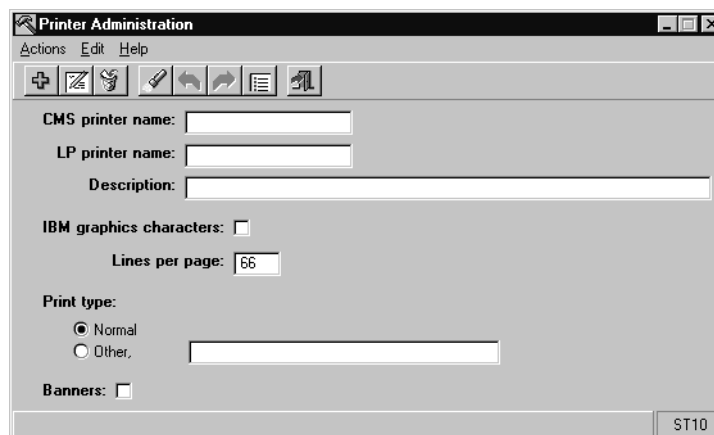 Printer Administration
Actions Edit Help
CMS printer name:
LP printer name:
Description:
IBM graphics characters:
Lines per page: 66
Print type:
Normal
Other,
Banners:
ST10